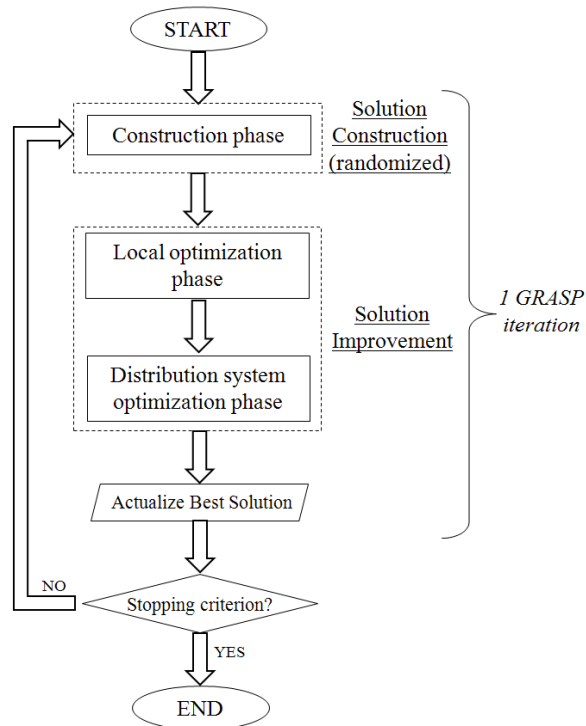 START
Construction phase
Solution
Construction
(randomized)
Local optimization
phase
Distribution system
optimization phase
Solution
Improvement
1 GRASP
iteration
Actualize Best Solution
NO
Stopping criterion?
YES
END